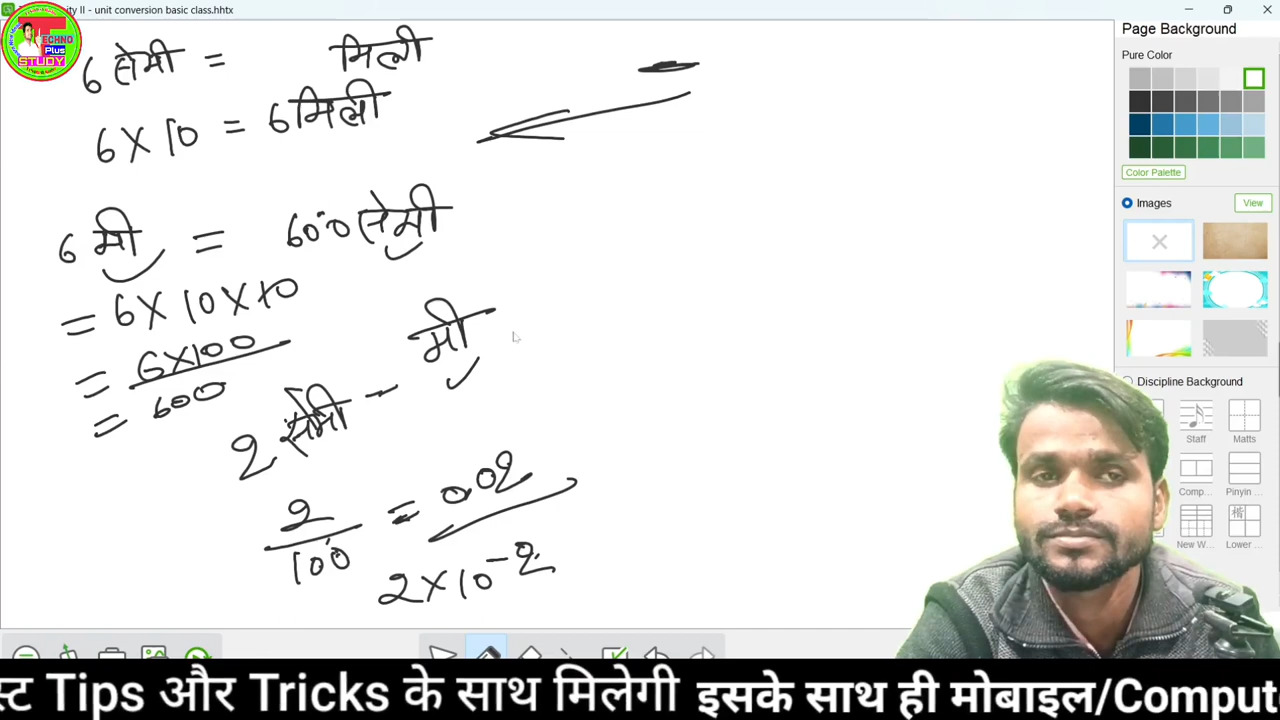 ity II - unit conversion basic class.hhtx
TECHNO
Plus
STUDY
6 सेमी = मिली
6 X 10 = 6 मिली
6 मी = 600 सेमी
= 6 X 10 X 10
= 6 X 100
= 600
2 सेमी - मी
2/100 = 0.02
2 X 10^-2
Page Background
Pure Color
Color Palette
Images
View
Discipline Background
Staff
Matts
Comp...
Pinyin ...
New W...
Lower ...
स्ट Tips और Tricks के साथ मिलेगी इसके साथ ही मोबाइल/Comput